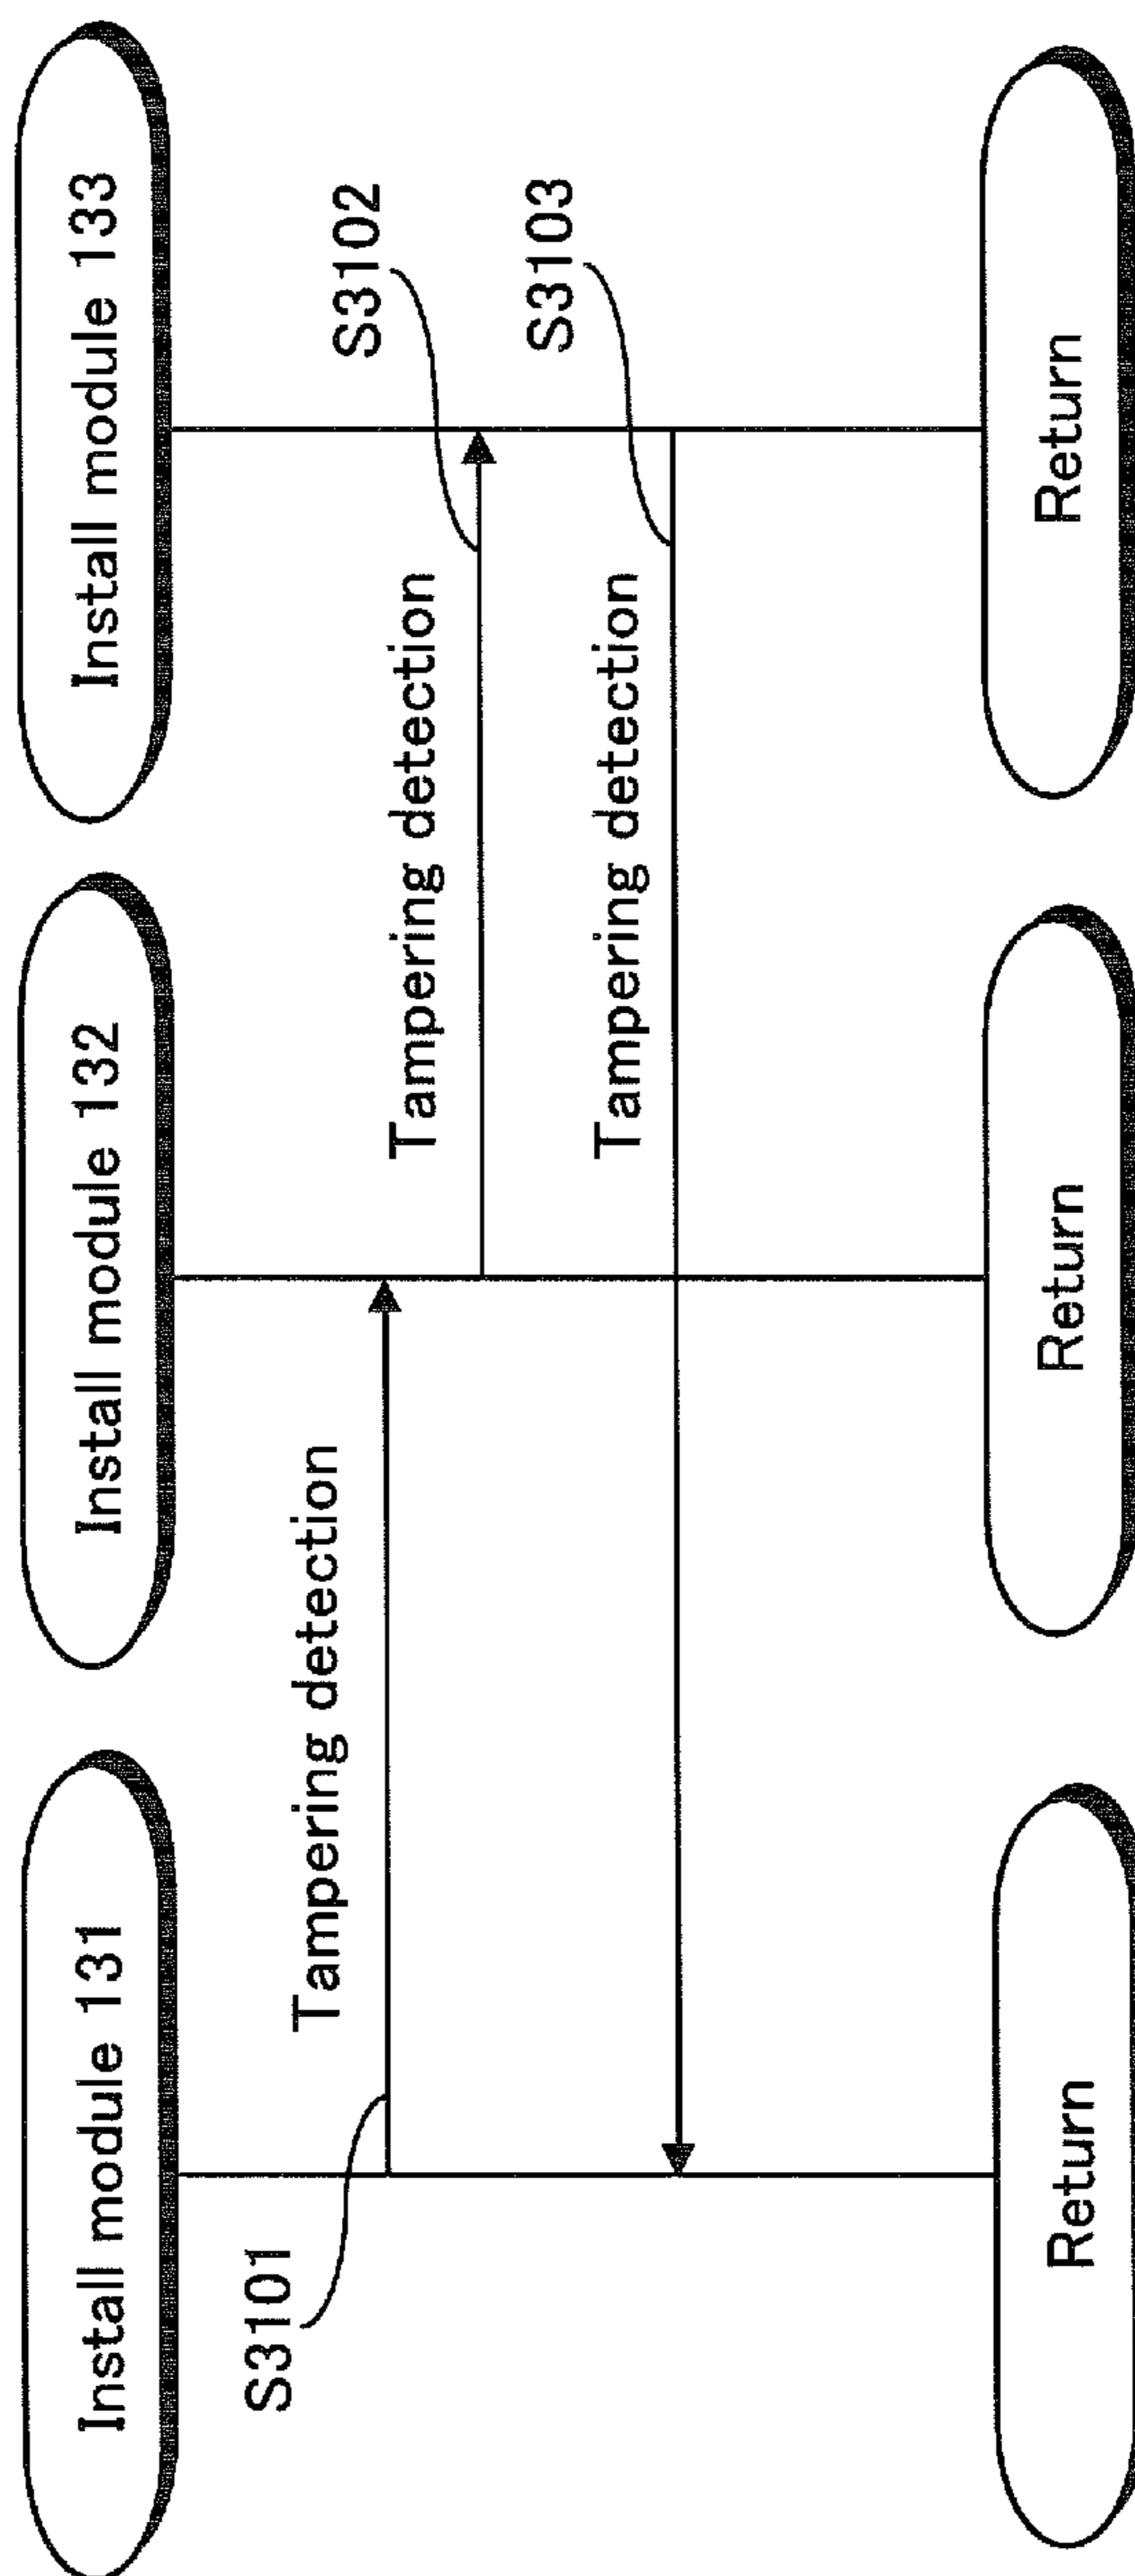 Install module 131
Install module 132
Install module 133
S3101
Tampering detection
Tampering detection
S3102
Tampering detection
S3103
Return
Return
Return